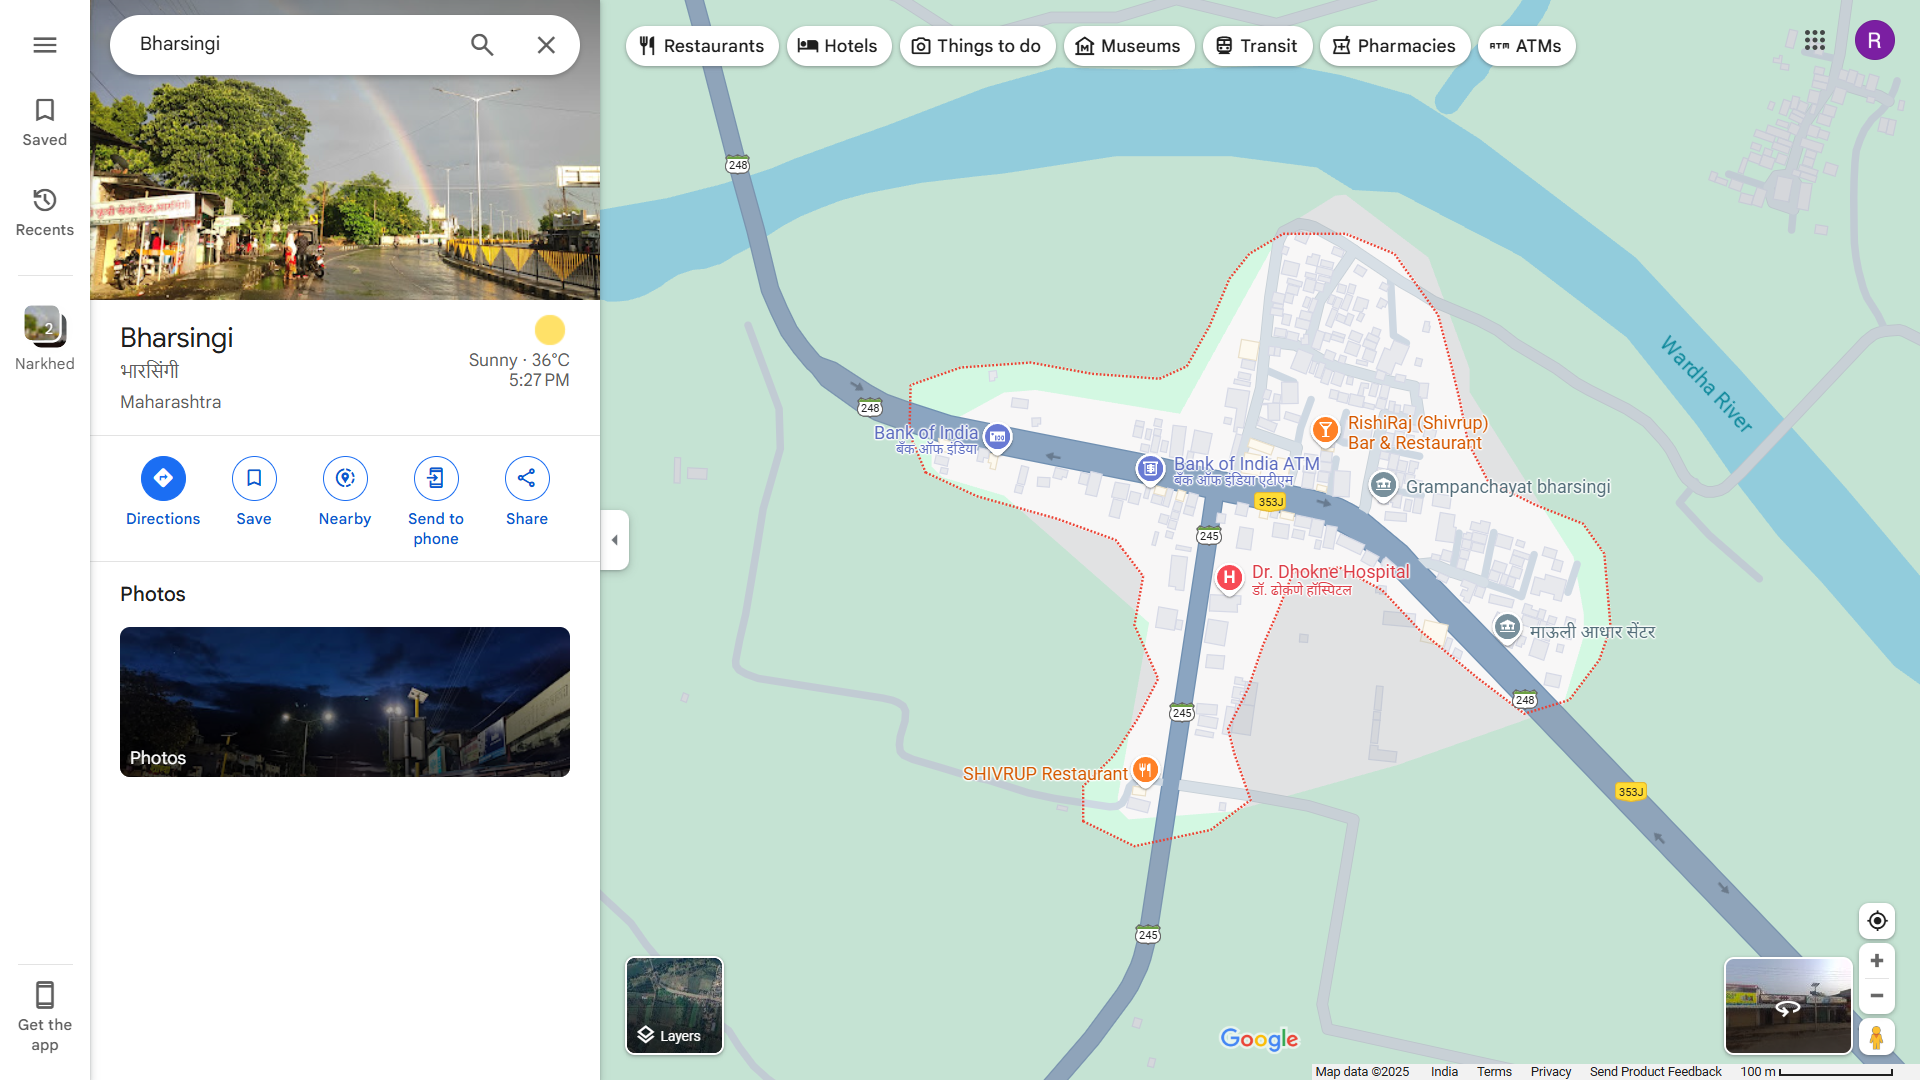 Bharsingi
Saved
Recents
2
Narkhed
Get the
app
Bharsingi
भारसिंगी
Maharashtra
Sunny · 36°C
5:27 PM
Directions
Save
Nearby
Send to
phone
Share
Photos
Photos
Restaurants
Hotels
Things to do
Museums
Transit
Pharmacies
ATM ATMs
R
248
248
Bank of India
बँक ऑफ इंडिया
Bank of India ATM
बँक ऑफ इंडिया एटीएम
RishiRaj (Shivrup)
Bar & Restaurant
Grampanchayat bharsingi
353J
245
H
Dr. Dhokne Hospital
डॉ. ढोकणे हॉस्पिटल
माऊली आधार सेंटर
248
245
SHIVRUP Restaurant
353J
245
Wardha River
Layers
Google
Map data ©2025
India
Terms
Privacy
Send Product Feedback
100 m